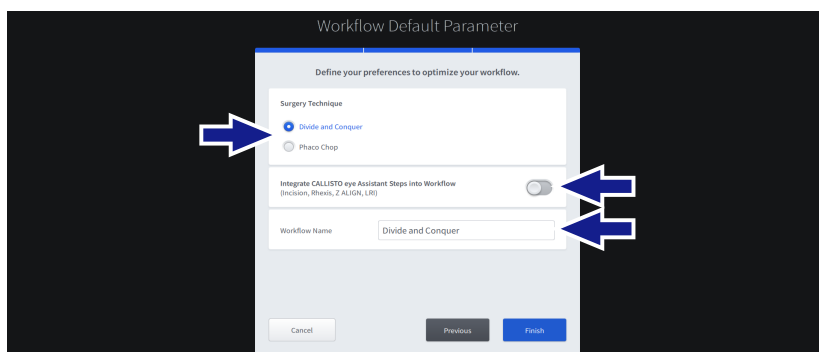 Workflow Default Parameter
Define your preferences to optimize your workflow.
Surgery Technique
Divide and Conquer
Phaco Chop
Integrate CALLISTO eye Assistant Steps into Workflow
(Incision, Rhexis, Z ALIGN, LRI)
Workflow Name Divide and Conquer
Cancel Previous Finish